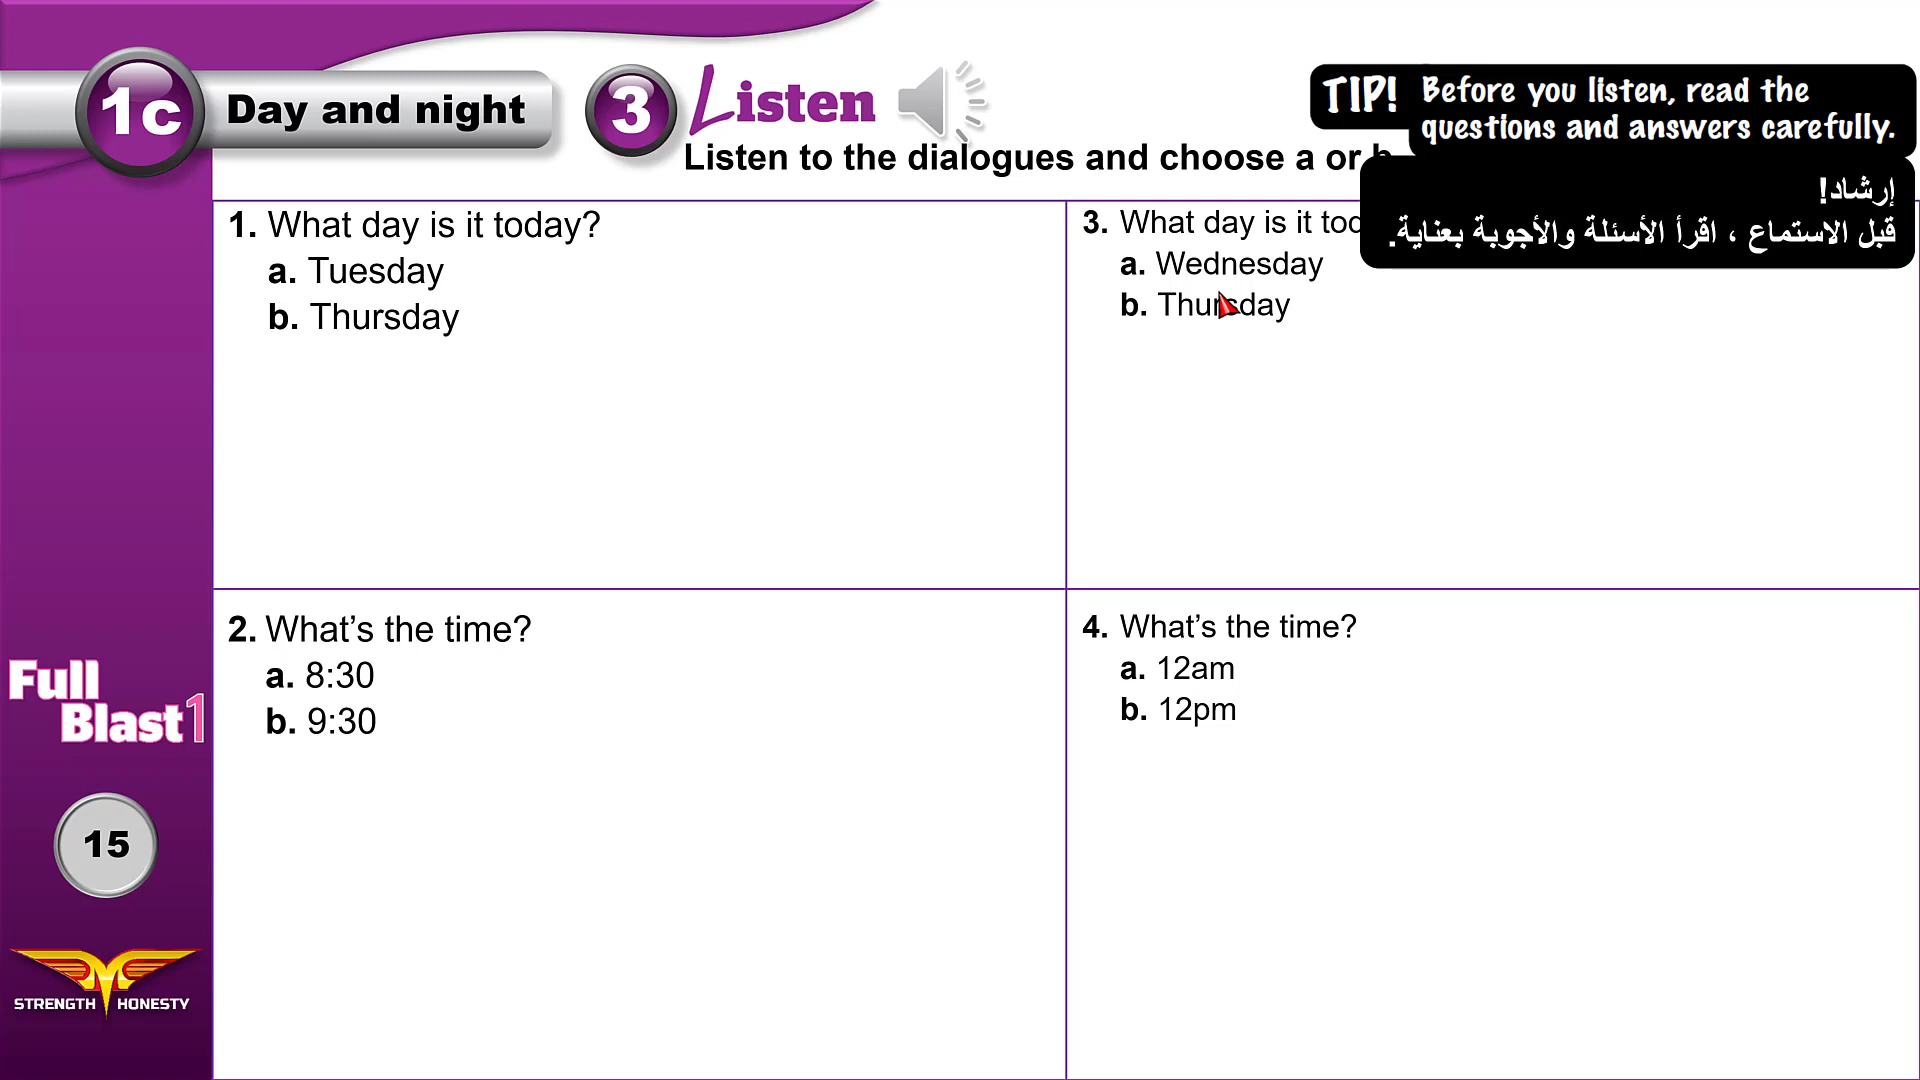 1c Day and night
3 Listen
Listen to the dialogues and choose a or b
TIP! Before you listen, read the
questions and answers carefully.
إرشاد!
قبل الاستماع ، اقرأ الأسئلة والأجوبة بعناية.
1. What day is it today?
a. Tuesday
b. Thursday
2. What's the time?
a. 8:30
b. 9:30
3. What day is it
a. Wednesday
b. Thursday
4. What's the time?
a. 12am
b. 12pm
Full
Blast 1
15
STRENGTH HONESTY